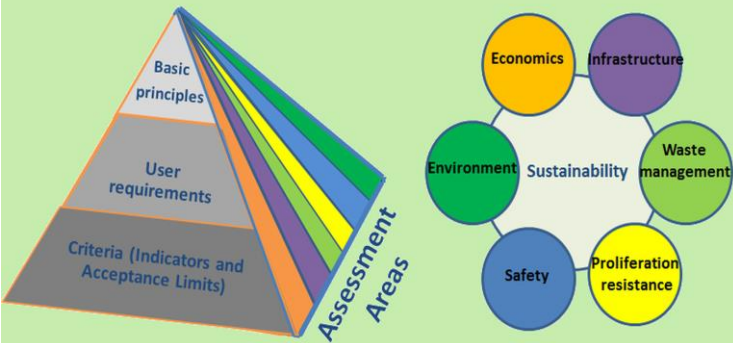 Basic
principles
User
requirements
Criteria (Indicators and
Acceptance Limits)
Assessment
Areas
Economics
Infrastructure
Environment
Sustainability
Waste
management
Safety
Proliferation
resistance